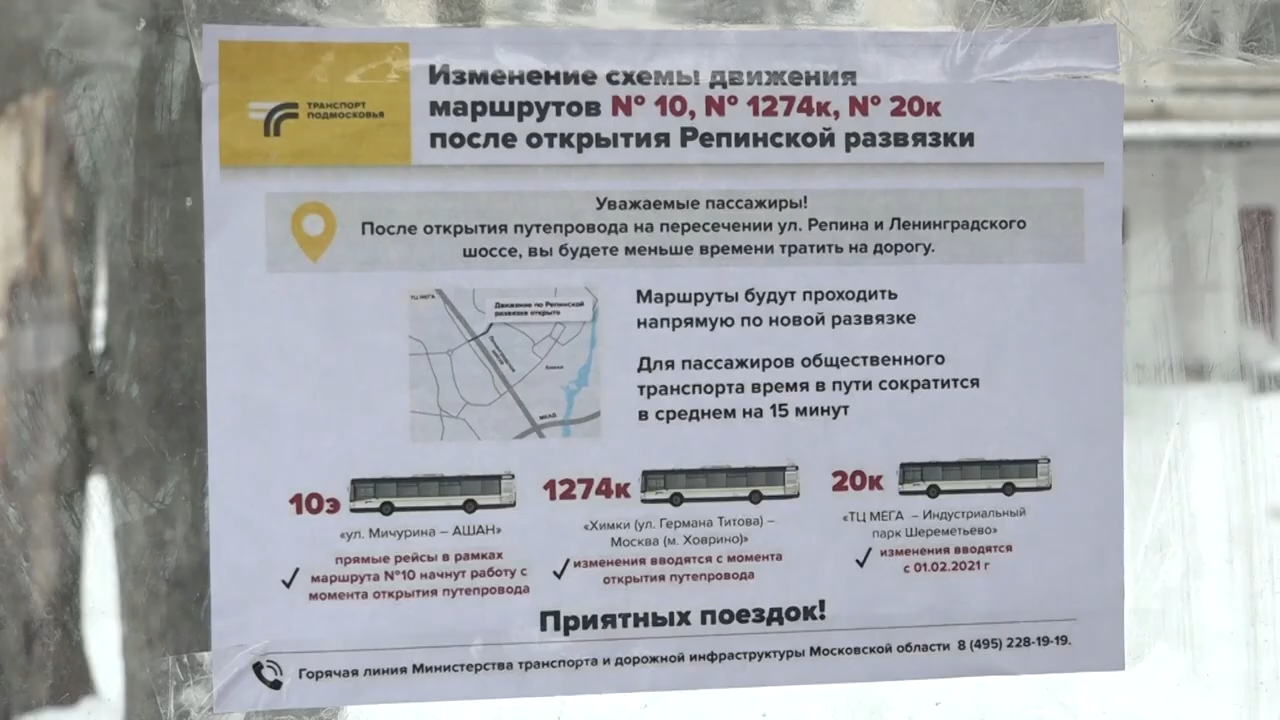 ТРАНСПОРТ
ПОДМОСКОВЬЯ
Изменение схемы движения
маршрутов № 10, № 1274к, № 20к
после открытия Репинской развязки
Уважаемые пассажиры!
После открытия путепровода на пересечении ул. Репина и Ленинградского
шоссе, вы будете меньше времени тратить на дорогу.
ТЦ МЕГА
Движение по Репинской
развязке открыто
Химки
МКАД
Маршруты будут проходить
напрямую по новой развязке
Для пассажиров общественного
транспорта время в пути сократится
в среднем на 15 минут
10э
«ул. Мичурина – АШАН»
прямые рейсы в рамках
маршрута №10 начнут работу с
момента открытия путепровода
1274к
«Химки (ул. Германа Титова) –
Москва (м. Ховрино)»
изменения вводятся с момента
открытия путепровода
20к
«ТЦ МЕГА – Индустриальный
парк Шереметьево»
изменения вводятся
с 01.02.2021 г
Приятных поездок!
Горячая линия Министерства транспорта и дорожной инфраструктуры Московской области 8 (495) 228-19-19.